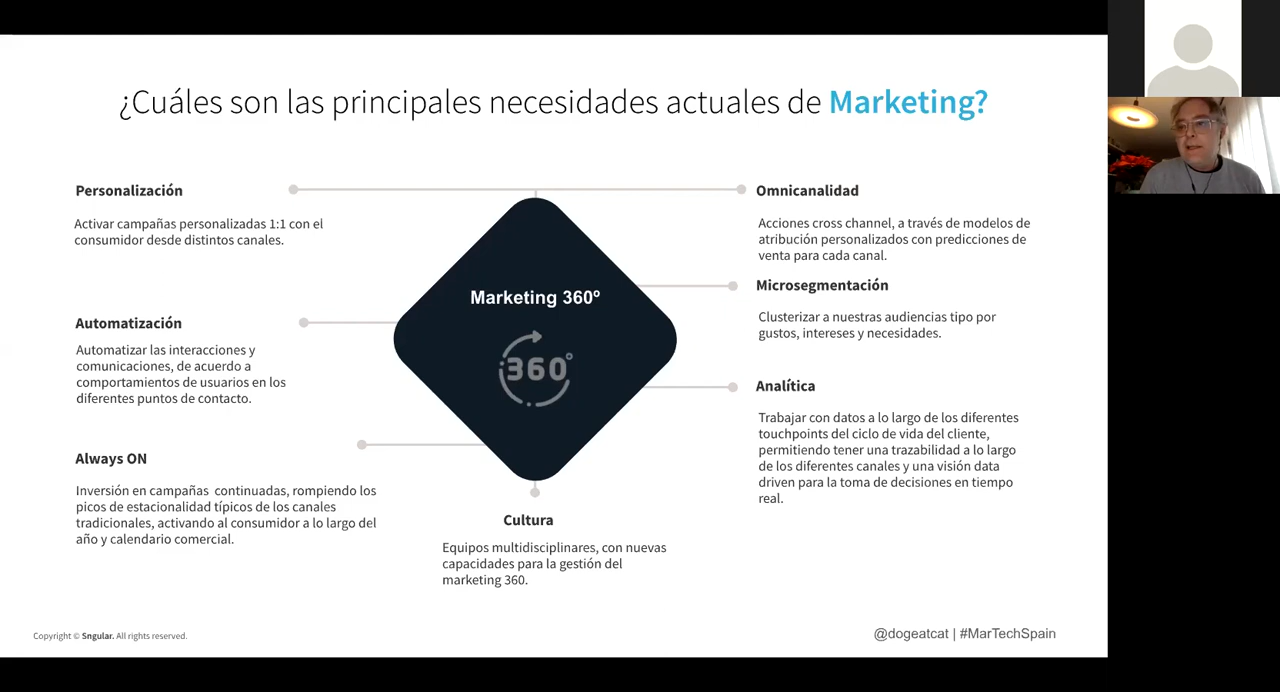 ¿Cuáles son las principales necesidades actuales de Marketing?
Personalización
Activar campañas personalizadas 1:1 con el
consumidor desde distintos canales.
Automatización
Automatizar las interacciones y
comunicaciones, de acuerdo a
comportamientos de usuarios en los
diferentes puntos de contacto.
Always ON
Inversión en campañas continuadas, rompiendo los
picos de estacionalidad típicos de los canales
tradicionales, activando al consumidor a lo largo del
año y calendario comercial.
Marketing 360º
360°
Cultura
Equipos multidisciplinares, con nuevas
capacidades para la gestión del
marketing 360.
Omnicanalidad
Acciones cross channel, a través de modelos de
atribución personalizados con predicciones de
venta para cada canal.
Microsegmentación
Clusterizar a nuestras audiencias tipo por
gustos, intereses y necesidades.
Analítica
Trabajar con datos a lo largo de los diferentes
touchpoints del ciclo de vida del cliente,
permitiendo tener una trazabilidad a lo largo
de los diferentes canales y una visión data
driven para la toma de decisiones en tiempo
real.
Copyright © Sngular. All rights reserved.
@dogeatcat | #MarTechSpain